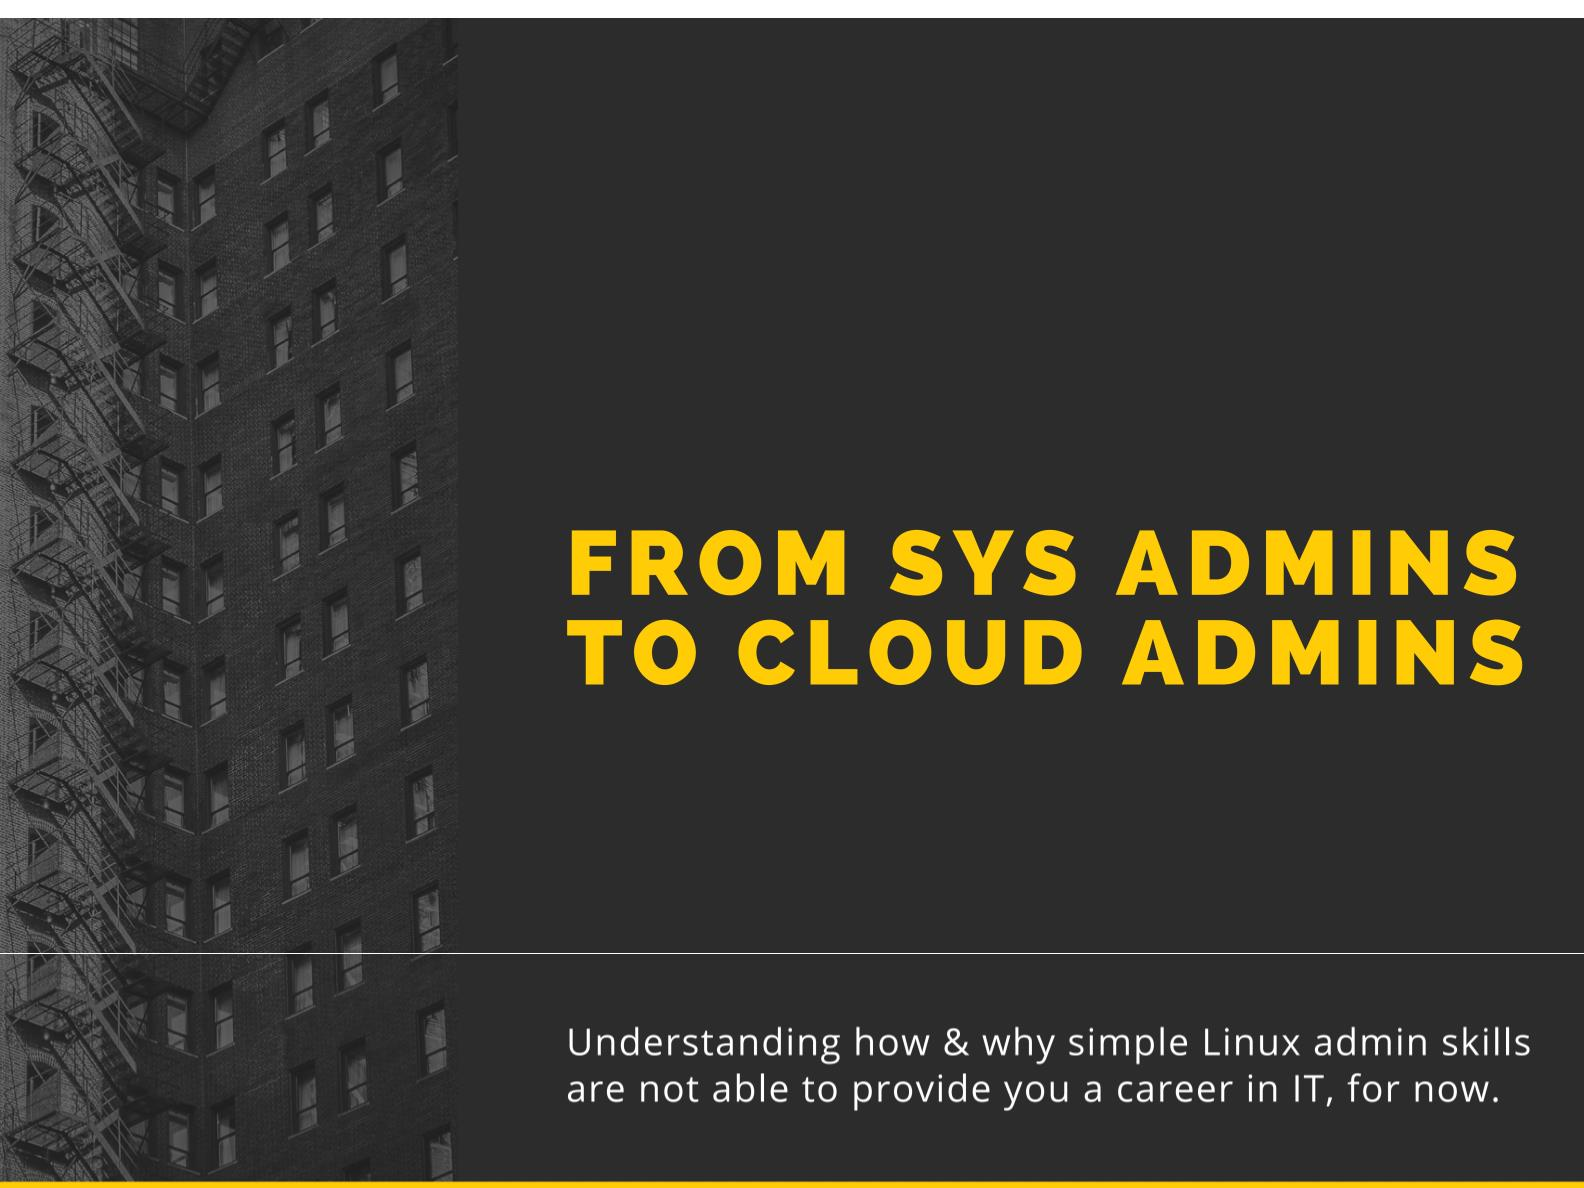 FROM SYS ADMINS
TO CLOUD ADMINS
Understanding how & why simple Linux admin skills
are not able to provide you a career in IT, for now.